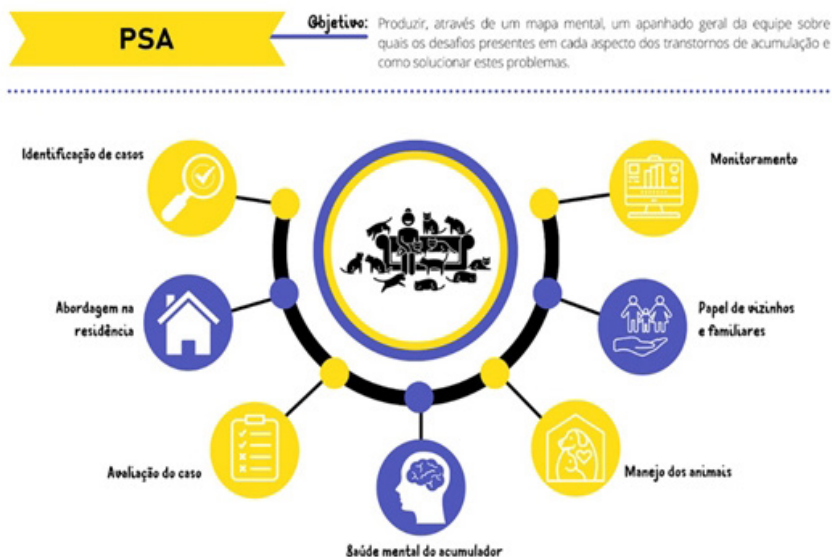 PSA
Objetivo: Produzir, através de um mapa mental, um apanhado geral da equipe sobre
quais os desafios presentes em cada aspecto dos transtornos de acumulação e
como solucionar estes problemas.
Identificação de casos
Monitoramento
Abordagem na
residência
Papel de vizinhos
e familiares
Avaliação do caso
Manejo dos animais
Saúde mental do acumulador